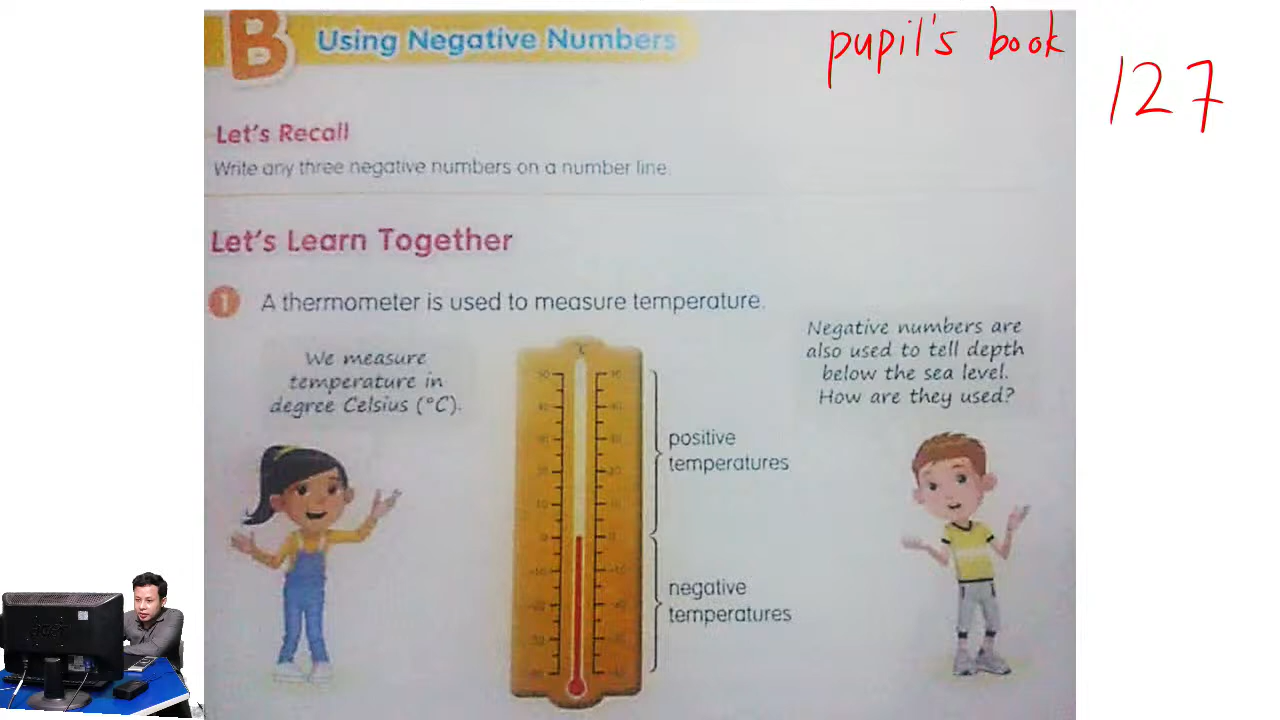 B Using Negative Numbers
pupil's book
127
Let's Recall
Write any three negative numbers on a number line.
Let's Learn Together
1 A thermometer is used to measure temperature.
We measure
temperature in
degree Celsius (°C).
Negative numbers are
also used to tell depth
below the sea level.
How are they used?
°C
positive
temperatures
negative
temperatures
acer